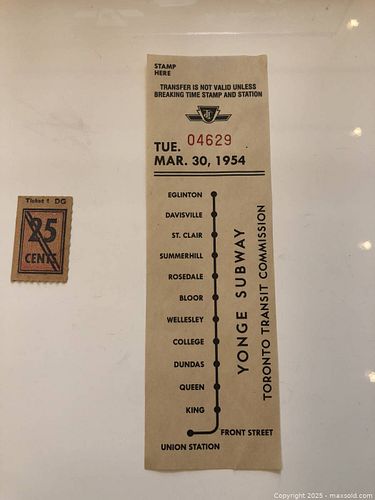 STAMP
HERE
TRANSFER IS NOT VALID UNLESS
BREAKING TIME STAMP AND STATION
04629
TUE.
MAR. 30, 1954
EGLINTON
DAVISVILLE
ST. CLAIR
SUMMERHILL
ROSEDALE
BLOOR
WELLESLEY
COLLEGE
DUNDAS
QUEEN
KING
FRONT STREET
UNION STATION
YONGE SUBWAY
TORONTO TRANSIT COMMISSION
25
CENTS
Copyright 2025 - maxsold.com